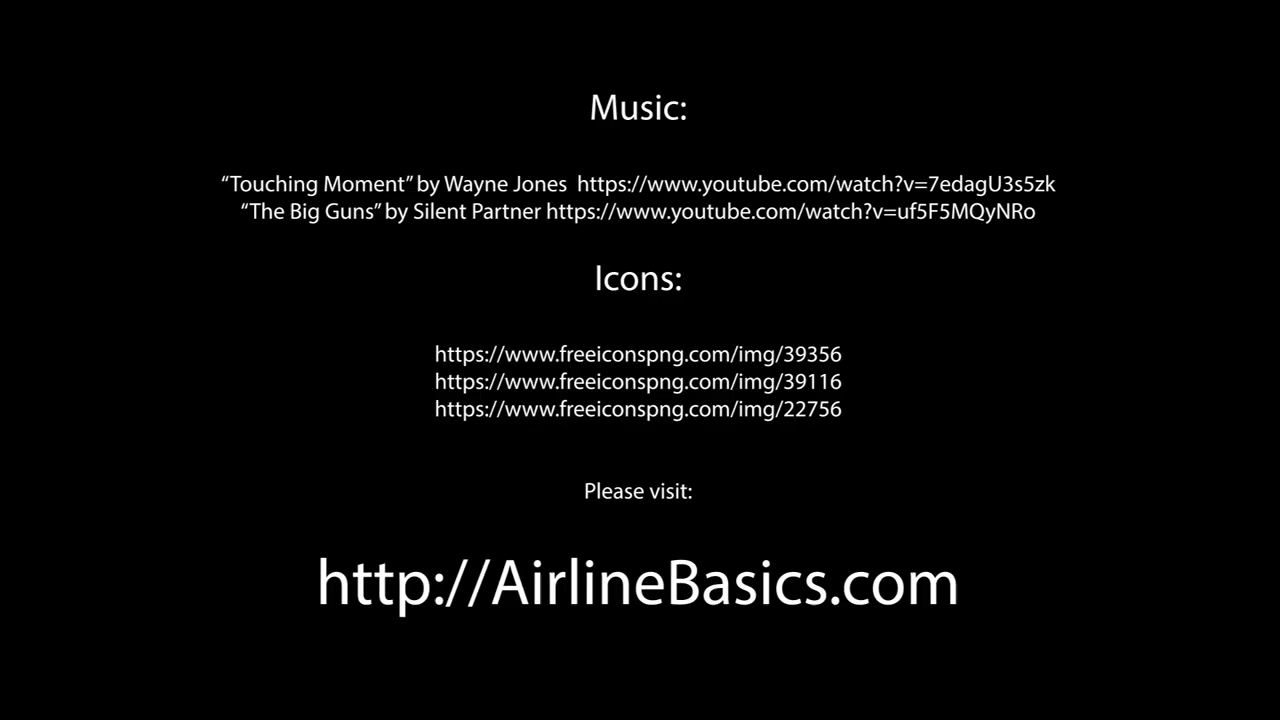 Music:
“Touching Moment” by Wayne Jones  https://www.youtube.com/watch?v=7edagU3s5zk
“The Big Guns” by Silent Partner https://www.youtube.com/watch?v=uf5F5MQyNRo
Icons:
https://www.freeiconspng.com/img/39356
https://www.freeiconspng.com/img/39116
https://www.freeiconspng.com/img/22756
Please visit:
http://AirlineBasics.com